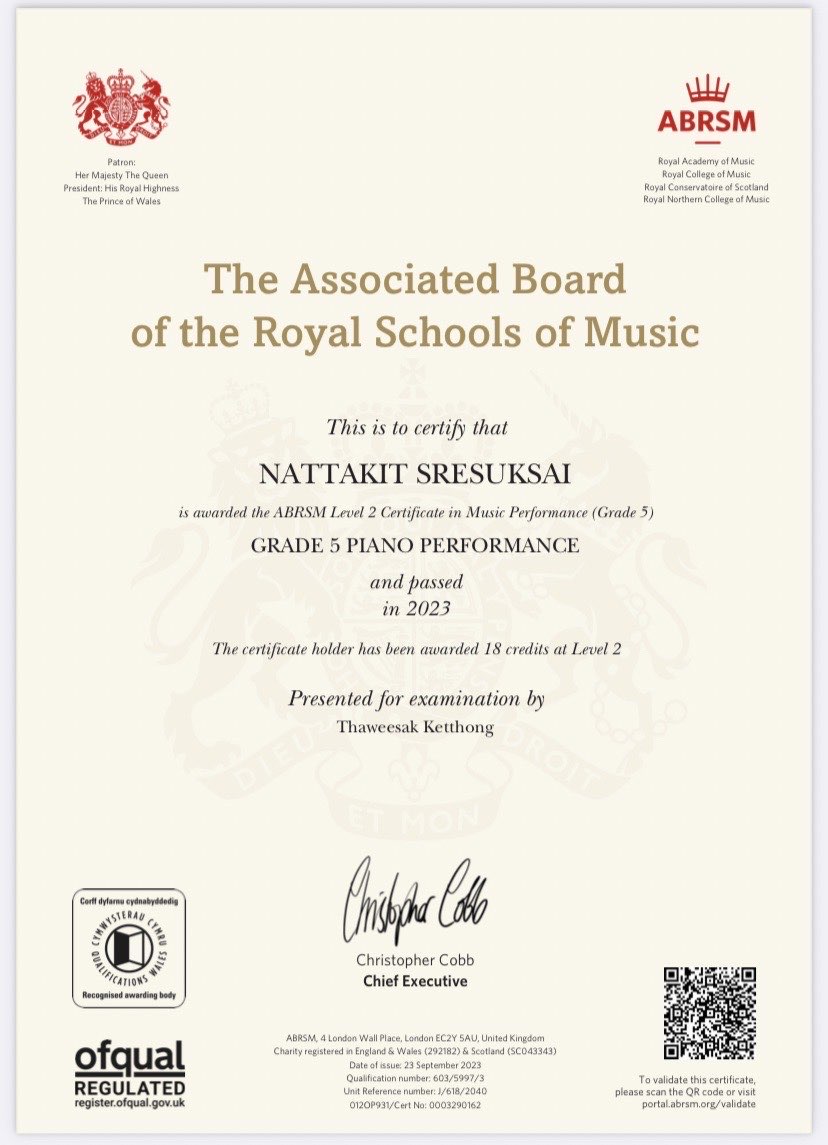 Patron:
Her Majesty The Queen
President: His Royal Highness
The Prince of Wales
ABRSM
Royal Academy of Music
Royal College of Music
Royal Conservatoire of Scotland
Royal Northern College of Music
The Associated Board
of the Royal Schools of Music
This is to certify that
NATTAKIT SRESUKSAI
is awarded the ABRSM Level 2 Certificate in Music Performance (Grade 5)
GRADE 5 PIANO PERFORMANCE
and passed
in 2023
The certificate holder has been awarded 18 credits at Level 2
Presented for examination by
Thaweesak Ketthong
DIEU DROIT
ET MON
Christopher Cobb
Christopher Cobb
Chief Executive
Corff dyfarnu cydnabyddedig
CYMWYSTERAU CYMRU
QUALIFICATIONS WALES
Recognised awarding body
ofqual
REGULATED
register.ofqual.gov.uk
ABRSM, 4 London Wall Place, London EC2Y 5AU, United Kingdom
Charity registered in England & Wales (292182) & Scotland (SC043343)
Date of issue: 23 September 2023
Qualification number: 603/5997/3
Unit Reference number: J/618/2040
012OP931/Cert No: 0003290162
To validate this certificate,
please scan the QR code or visit
portal.abrsm.org/validate